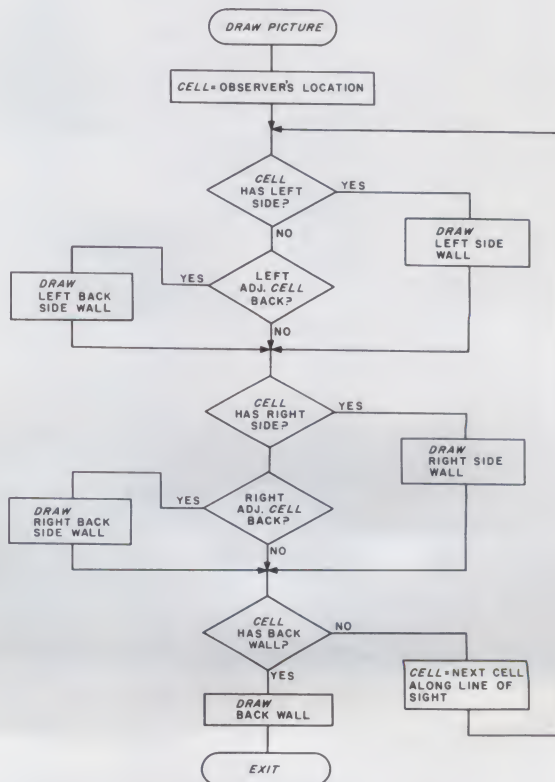 DRAW PICTURE
CELL = OBSERVER'S LOCATION
CELL
HAS LEFT
SIDE?
YES
NO
DRAW
LEFT SIDE
WALL
LEFT
ADJ. CELL
BACK?
YES
NO
DRAW
LEFT BACK
SIDE WALL
CELL
HAS RIGHT
SIDE?
YES
DRAW
RIGHT SIDE
WALL
RIGHT
ADJ. CELL
BACK?
YES
NO
DRAW
RIGHT BACK
SIDE WALL
CELL
HAS BACK
WALL?
NO
YES
CELL = NEXT CELL
ALONG LINE OF
SIGHT
DRAW
BACK WALL
EXIT